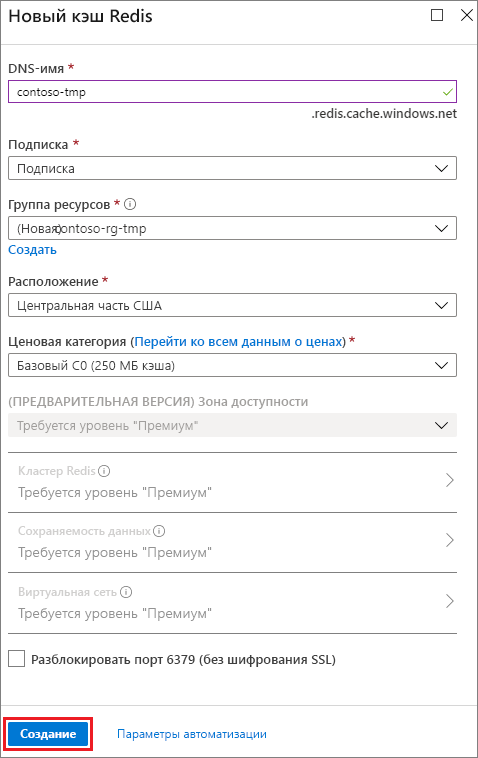 Новый кэш Redis
DNS-имя *
contoso-tmp
.redis.cache.windows.net
Подписка *
Подписка
Группа ресурсов *
(Новая)contoso-rg-tmp
Создать
Расположение *
Центральная часть США
Ценовая категория (Перейти ко всем данным о ценах) *
Базовый C0 (250 МБ кэша)
(ПРЕДВАРИТЕЛЬНАЯ ВЕРСИЯ) Зона доступности
Требуется уровень "Премиум"
Кластер Redis
Требуется уровень "Премиум"
Сохраняемость данных
Требуется уровень "Премиум"
Виртуальная сеть
Требуется уровень "Премиум"
Разблокировать порт 6379 (без шифрования SSL)
Создание
Параметры автоматизации